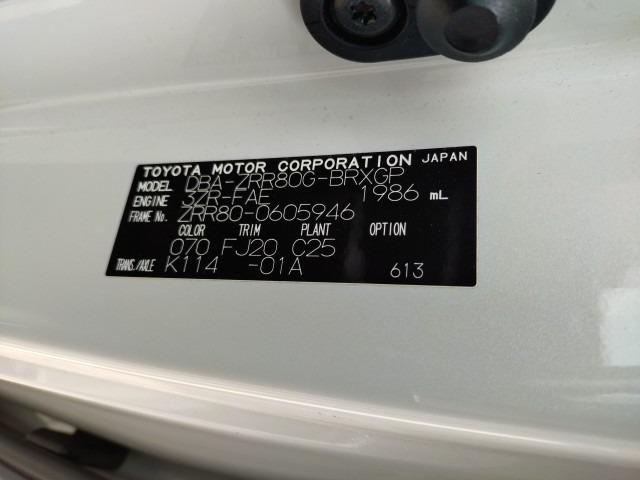 TOYOTA MOTOR CORPORATION JAPAN
MODEL DBA-ZRR80G-BRXGP
ENGINE 3ZR-FAE 1986 mL
FRAME No. ZRR80-0605946
COLOR TRIM PLANT OPTION
070 FJ20 C25
TRANS./AXLE K114 -01A 613